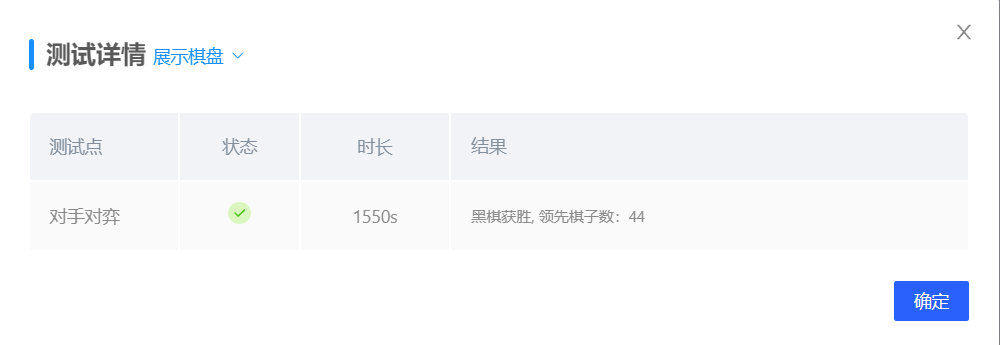 测试详情 展示棋盘
测试点 状态 时长 结果
对手对弈 1550s 黑棋获胜, 领先棋子数：44
确定